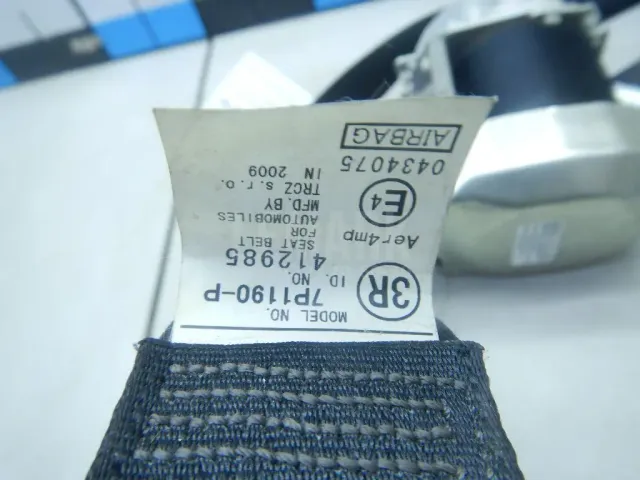 MODEL NO.
7P1190-P
3R
ID. NO.
412985
SEAT BELT
FOR
AUTOMOBILES
MFD. BY
TRCZ s. r. o.
IN 2009
Aer4mp
E4
0434075
AIRBAG